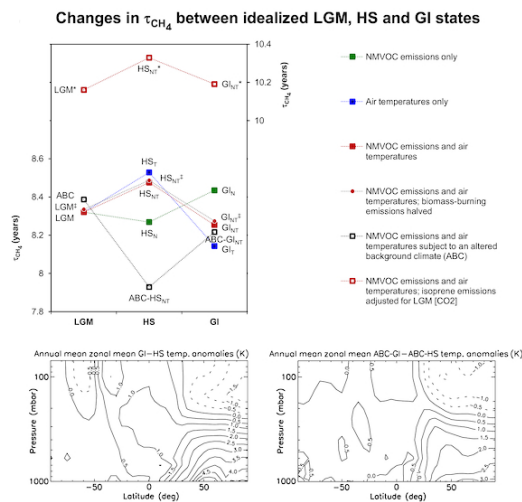 Changes in τCH4 between idealized LGM, HS and GI states
τCH4 (years)
10.4
10.2
10
8.6
8.4
8.2
8
7.8
τCH4 (years)
LGM*
HSNT*
GINT*
ABC
LGM‡
LGM
HST
HSNT‡
HSNT
HSN
ABC-HSNT
GIN
GINT‡
GINT
ABC-GINT
GIT
LGM
HS
GI
NMVOC emissions only
Air temperatures only
NMVOC emissions and air
temperatures
NMVOC emissions and air
temperatures; biomass-burning
emissions halved
NMVOC emissions and air
temperatures subject to an altered
background climate (ABC)
NMVOC emissions and air
temperatures; isoprene emissions
adjusted for LGM [CO2]
Annual mean zonal mean GI−HS temp. anomalies (K)
Pressure (mbar)
100
1000
−50
0
50
Latitude (deg)
Annual mean zonal mean ABC-GI−ABC-HS temp. anomalies (K)
Pressure (mbar)
100
1000
−50
0
50
Latitude (deg)